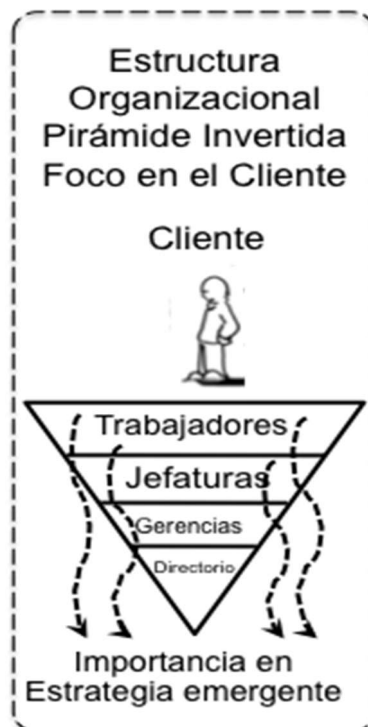 Estructura
Organizacional
Pirámide Invertida
Foco en el Cliente
Cliente
Trabajadores
Jefaturas
Gerencias
Directorio
Importancia en
Estrategia emergente